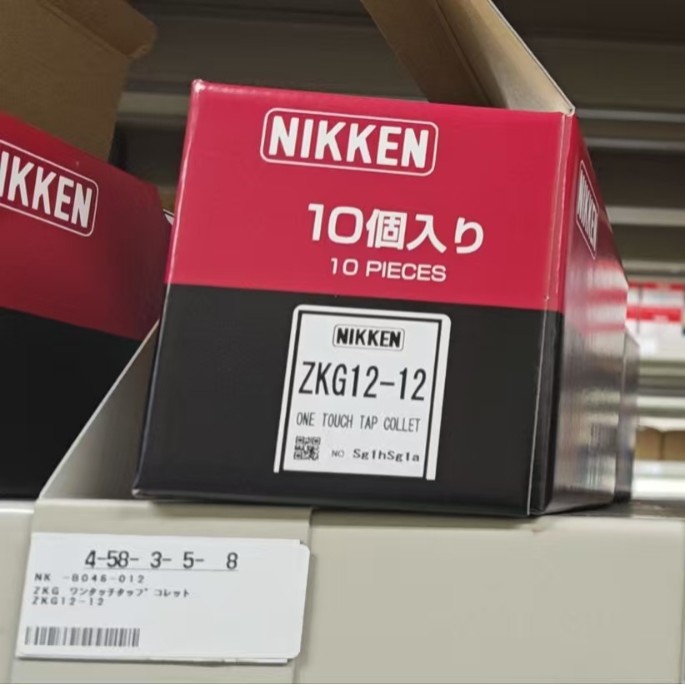 NIKKEN
10個入り
10 PIECES
NIKKEN
ZKG12-12
ONE TOUCH TAP COLLET
NO Sg1hSg1a
IKKEN
NIKKEN
4-58- 3- 5- 8
NK -8046-012
ZKG ワンタッチタップ コレット
ZKG12-12